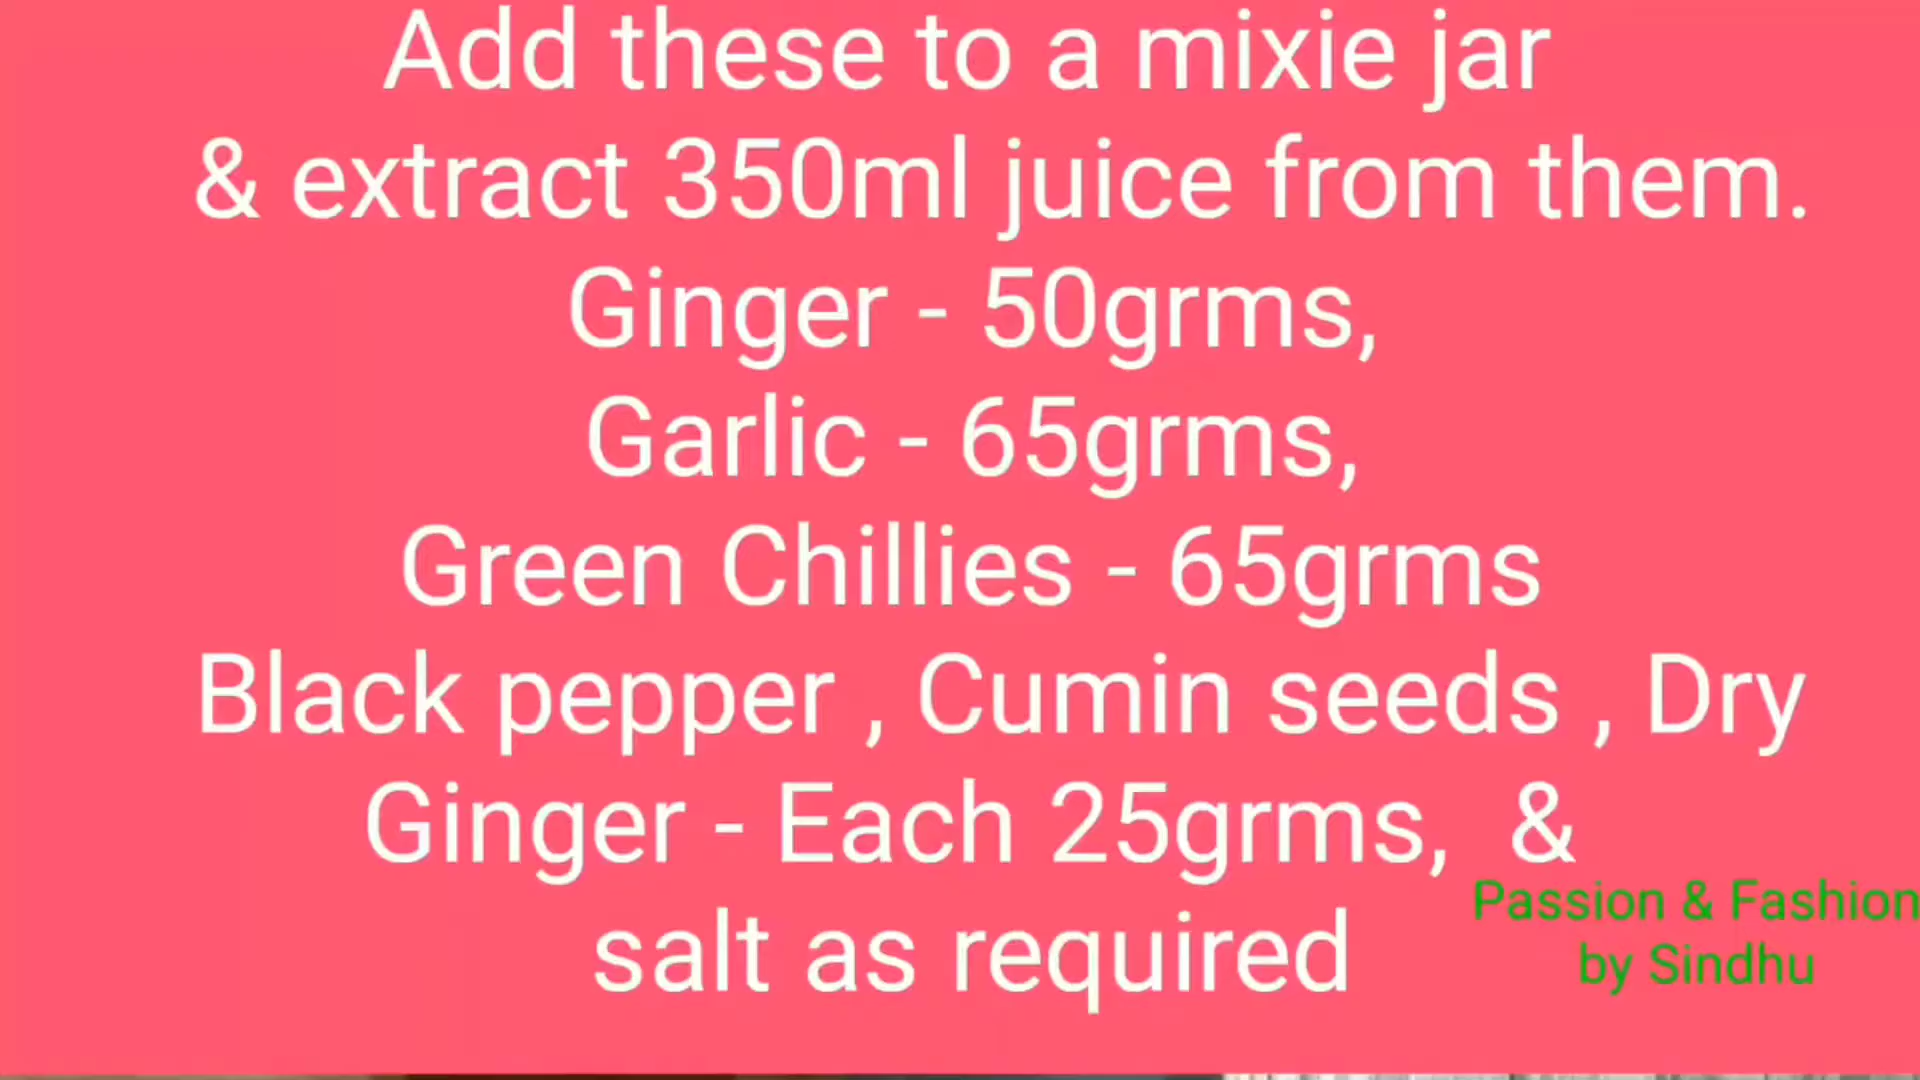 Add these to a mixie jar
& extract 350ml juice from them.
Ginger - 50grms,
Garlic - 65grms,
Green Chillies - 65grms
Black pepper , Cumin seeds , Dry
Ginger - Each 25grms, &
salt as required
Passion & Fashion
by Sindhu